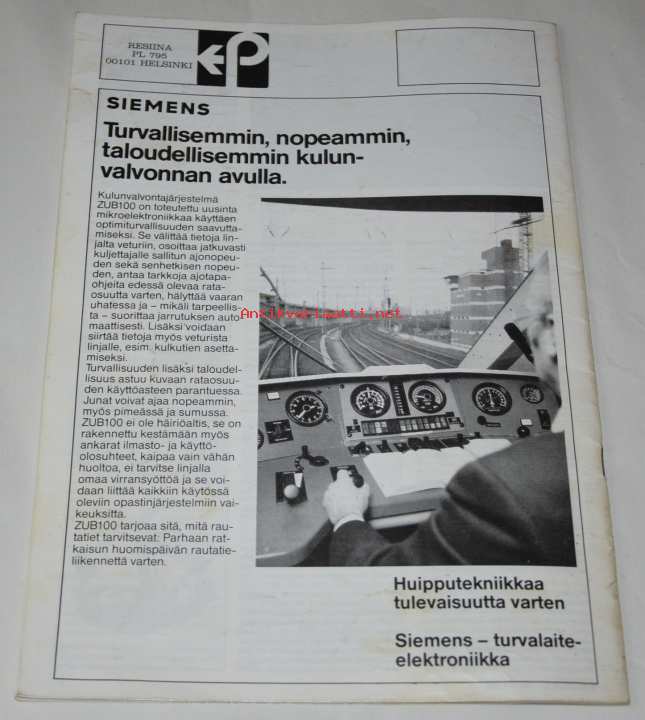 RESIINA
PL 795
00101 HELSINKI
EP
SIEMENS
Turvallisemmin, nopeammin,
taloudellisemmin kulun-
valvonnan avulla.
Kulunvalvontajärjestelmä
ZUB100 on toteutettu uusinta
mikroelektroniikkaa käyttäen
optimiturvallisuuden saavutta-
miseksi. Se välittää tietoja lin-
jalta veturiin, osoittaa jatkuvasti
kuljettajalle sallitun ajonopeu-
den sekä senhetkisen nopeu-
den, antaa tarkkoja ajotapa-
ohjeita edessä olevaa rata-
osuutta varten, hälyttää vaaran
uhatessa ja – mikäli tarpeellis-
ta – suorittaa jarrutuksen auto-
maattisesti. Lisäksi voidaan
siirtää tietoja myös veturista
linjalle, esim. kulkutien asetta-
miseksi.
Turvallisuuden lisäksi taloudel-
lisuus astuu kuvaan rataosuu-
den käyttöasteen parantuessa.
Junat voivat ajaa nopeammin,
myös pimeässä ja sumussa.
ZUB100 ei ole häiriöaltis, se on
rakennettu kestämään myös
ankarat ilmasto- ja käyttö-
olosuhteet, kaipaa vain vähän
huoltoa, ei tarvitse linjalla
omaa virransyöttöä ja se voi-
daan liittää kaikkiin käytössä
oleviin opastinjärjestelmiin vai-
keuksitta.
ZUB100 tarjoaa sitä, mitä rau-
tatiet tarvitsevat: Parhaan rat-
kaisun huomispäivän rautatie-
liikennettä varten.
Antikvariaatti.net
Huipputekniikkaa
tulevaisuutta varten
Siemens – turvalaite-
elektroniikka